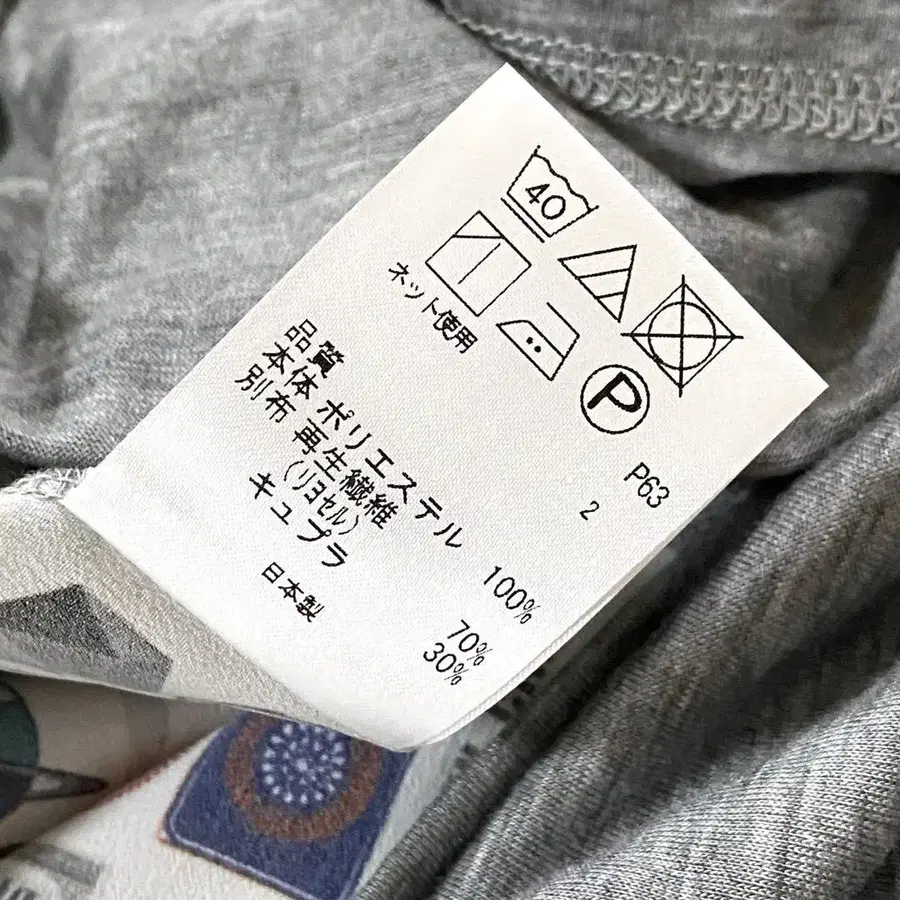 40
ネット使用
P
P63
2
品質
本体 ポリエステル 100%
別布 再生繊維
(リヨセル) 70%
キュプラ 30%
日本製